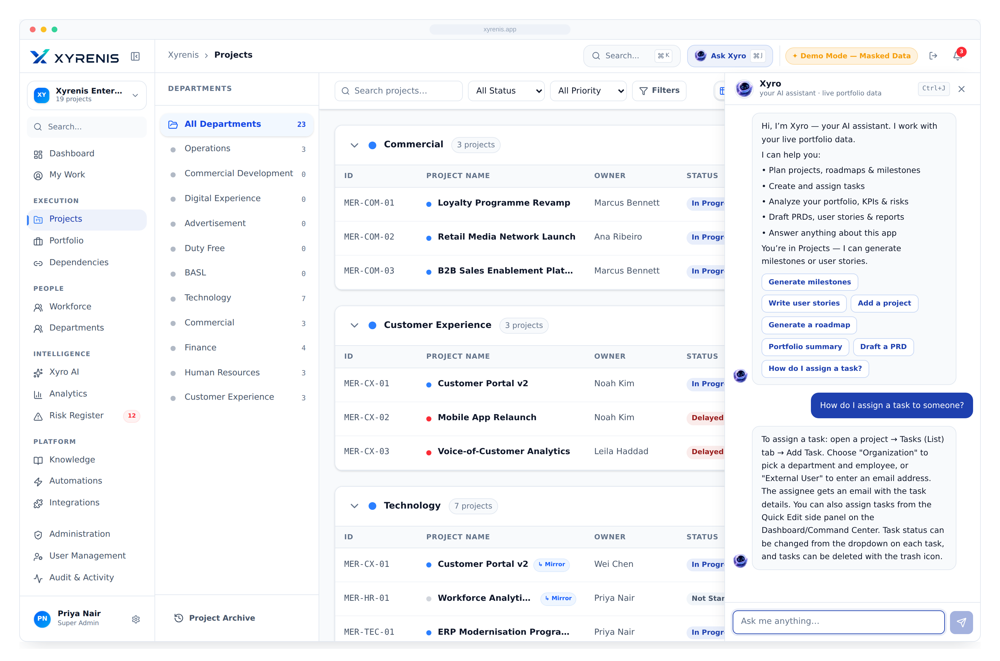 xyrenis.app
XYRENIS
Xyrenis › Projects
Search... ⌘K
Ask Xyro ⌘J
✦ Demo Mode — Masked Data
3
XY
Xyrenis Enter...
19 projects
Search...
Dashboard
My Work
EXECUTION
Projects
Portfolio
Dependencies
PEOPLE
Workforce
Departments
INTELLIGENCE
Xyro AI
Analytics
Risk Register 12
PLATFORM
Knowledge
Automations
Integrations
Administration
User Management
Audit & Activity
PN
Priya Nair
Super Admin
DEPARTMENTS
All Departments 23
Operations 3
Commercial Development 0
Digital Experience 0
Advertisement 0
Duty Free 0
BASL 0
Technology 7
Commercial 3
Finance 4
Human Resources 3
Customer Experience 3
Project Archive
Search projects...
All Status
All Priority
Filters
Commercial 3 projects
ID PROJECT NAME OWNER STATUS
MER-COM-01 Loyalty Programme Revamp Marcus Bennett In Progr
MER-COM-02 Retail Media Network Launch Ana Ribeiro In Progr
MER-COM-03 B2B Sales Enablement Plat... Marcus Bennett In Progr
Customer Experience 3 projects
ID PROJECT NAME OWNER STATUS
MER-CX-01 Customer Portal v2 Noah Kim In Progr
MER-CX-02 Mobile App Relaunch Noah Kim Delayed
MER-CX-03 Voice-of-Customer Analytics Leila Haddad Delayed
Technology 7 projects
ID PROJECT NAME OWNER STATUS
MER-CX-01 Customer Portal v2 ↳ Mirror Wei Chen In Progr
MER-HR-01 Workforce Analyti... ↳ Mirror Priya Nair Not Star
MER-TEC-01 ERP Modernisation Progra... Priya Nair In Progr
Xyro
your AI assistant · live portfolio data
Ctrl+J
Hi, I’m Xyro — your AI assistant. I work with
your live portfolio data.
I can help you:
• Plan projects, roadmaps & milestones
• Create and assign tasks
• Analyze your portfolio, KPIs & risks
• Draft PRDs, user stories & reports
• Answer anything about this app
You’re in Projects — I can generate
milestones or user stories.
Generate milestones
Write user stories Add a project
Generate a roadmap
Portfolio summary Draft a PRD
How do I assign a task?
How do I assign a task to someone?
To assign a task: open a project → Tasks (List)
tab → Add Task. Choose "Organization" to
pick a department and employee, or
"External User" to enter an email address.
The assignee gets an email with the task
details. You can also assign tasks from the
Quick Edit side panel on the
Dashboard/Command Center. Task status can
be changed from the dropdown on each task,
and tasks can be deleted with the trash icon.
Ask me anything...